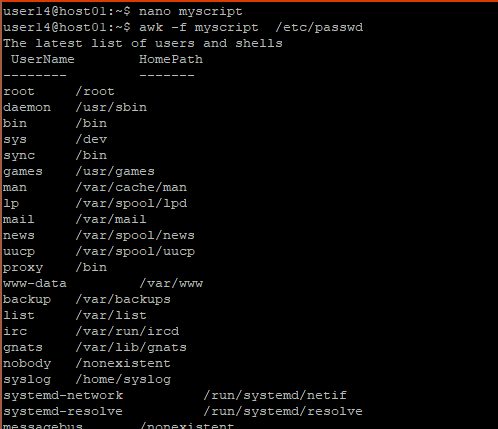 user14@host01:~$ nano myscript
user14@host01:~$ awk -f myscript  /etc/passwd
The latest list of users and shells
 UserName        HomePath
--------         -------
root     /root
daemon   /usr/sbin
bin      /bin
sys      /dev
sync     /bin
games    /usr/games
man      /var/cache/man
lp       /var/spool/lpd
mail     /var/mail
news     /var/spool/news
uucp     /var/spool/uucp
proxy    /bin
www-data         /var/www
backup   /var/backups
list     /var/list
irc      /var/run/ircd
gnats    /var/lib/gnats
nobody   /nonexistent
syslog   /home/syslog
systemd-network          /run/systemd/netif
systemd-resolve          /run/systemd/resolve
messagebus       /nonexistent